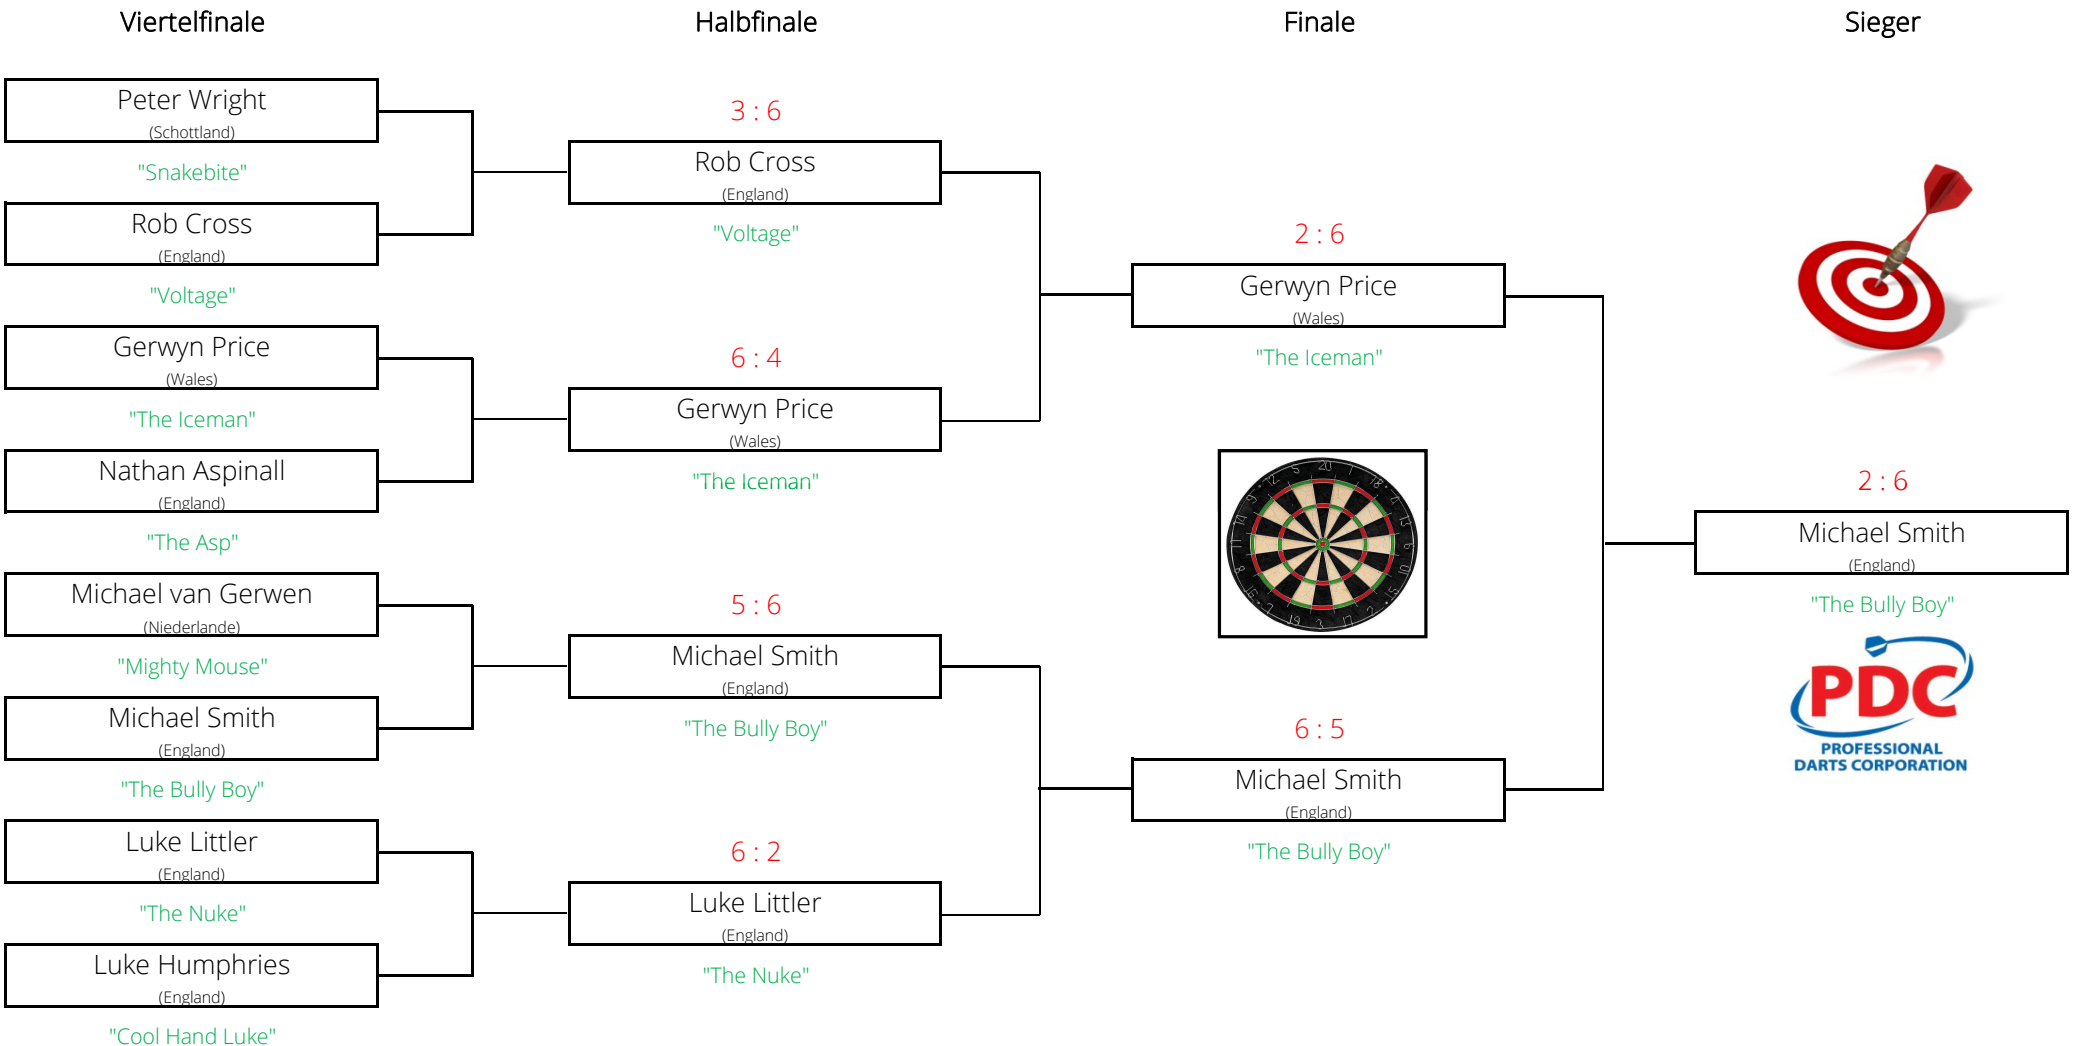 Viertelfinale
Halbfinale
Finale
Sieger
Peter Wright
(Schottland)
"Snakebite"
Rob Cross
(England)
"Voltage"
Gerwyn Price
(Wales)
"The Iceman"
Nathan Aspinall
(England)
"The Asp"
Michael van Gerwen
(Niederlande)
"Mighty Mouse"
Michael Smith
(England)
"The Bully Boy"
Luke Littler
(England)
"The Nuke"
Luke Humphries
(England)
"Cool Hand Luke"
3 : 6
Rob Cross
(England)
"Voltage"
6 : 4
Gerwyn Price
(Wales)
"The Iceman"
5 : 6
Michael Smith
(England)
"The Bully Boy"
6 : 2
Luke Littler
(England)
"The Nuke"
2 : 6
Gerwyn Price
(Wales)
"The Iceman"
6 : 5
Michael Smith
(England)
"The Bully Boy"
2 : 6
Michael Smith
(England)
"The Bully Boy"
PDC
PROFESSIONAL
DARTS CORPORATION